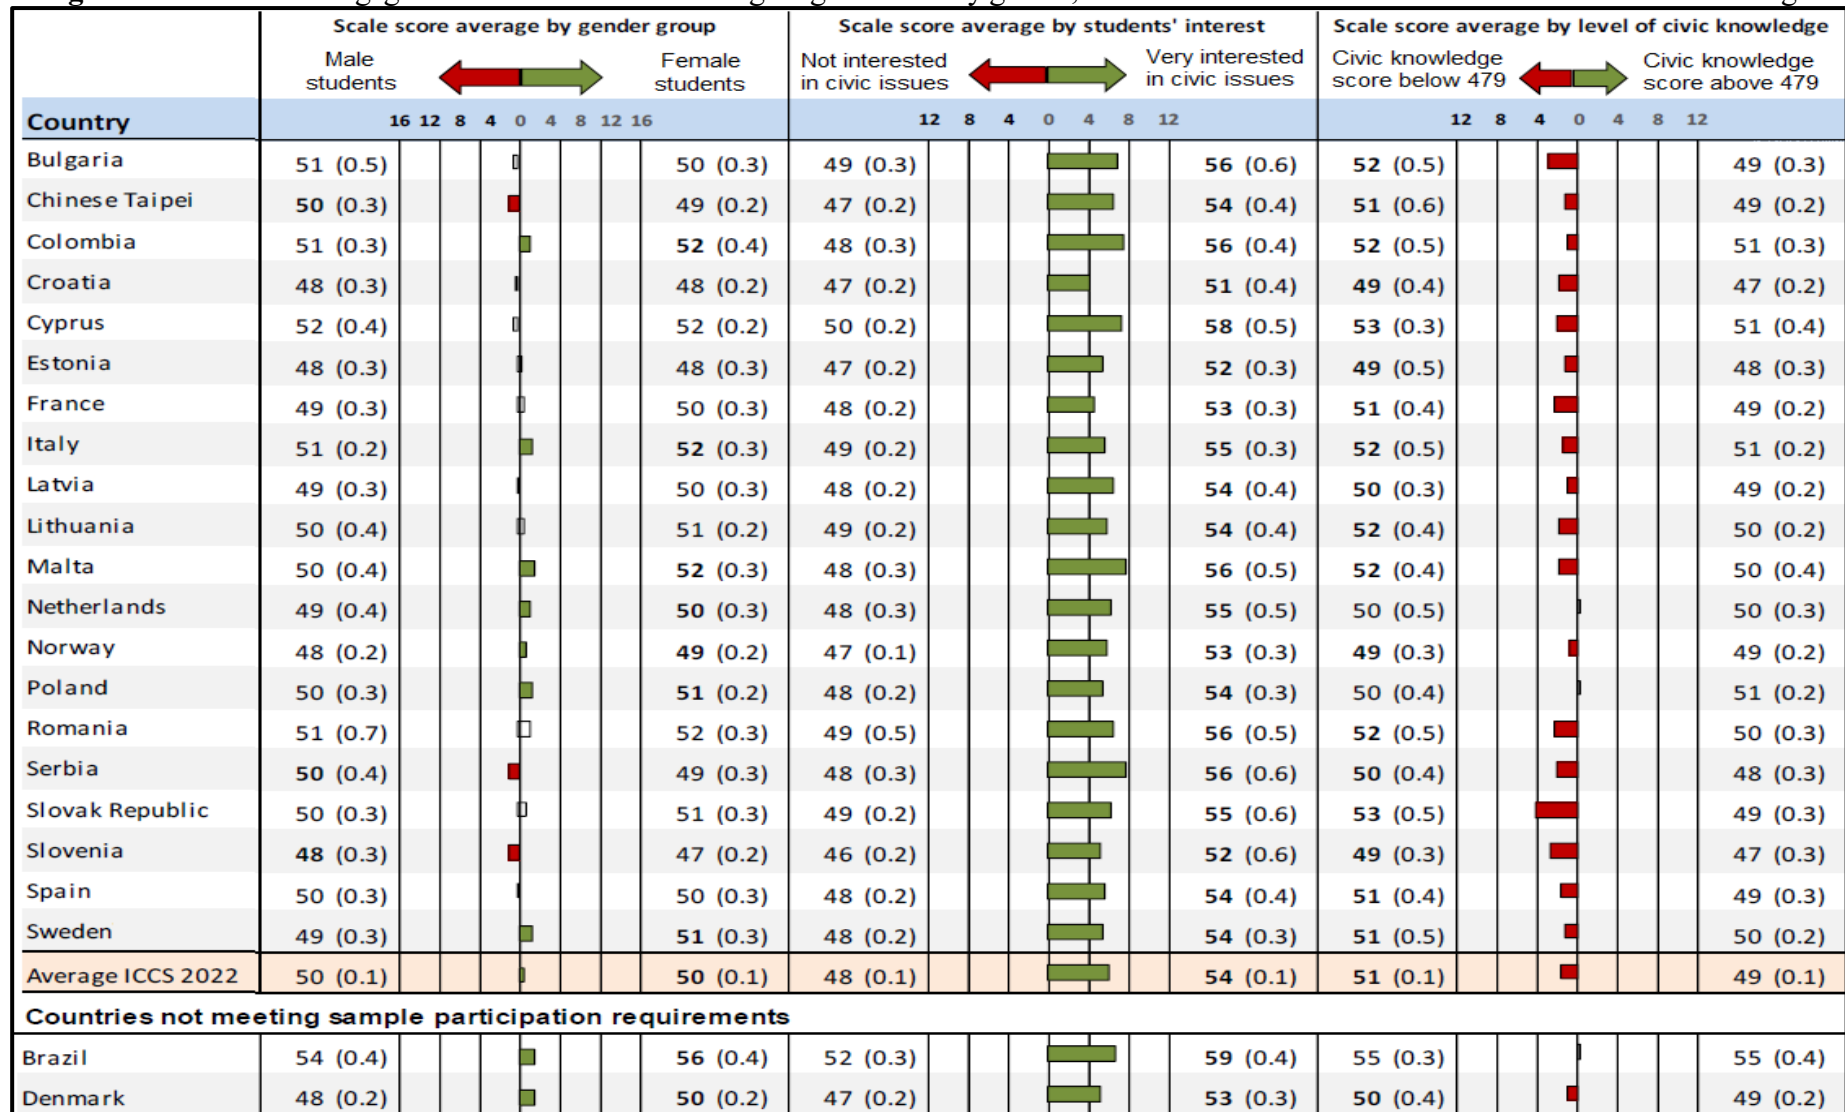 Scale score average by gender group Scale score average by students' interest Scale score average by level of civic knowledge
Male students Female students Not interested in civic issues Very interested in civic issues Civic knowledge score below 479 Civic knowledge score above 479
Country 16 12 8 4 0 4 8 12 16 12 8 4 0 4 8 12 12 8 4 0 4 8 12
Bulgaria 51 (0.5) 50 (0.3) 49 (0.3) 56 (0.6) 52 (0.5) 49 (0.3)
Chinese Taipei 50 (0.3) 49 (0.2) 47 (0.2) 54 (0.4) 51 (0.6) 49 (0.2)
Colombia 51 (0.3) 52 (0.4) 48 (0.3) 56 (0.4) 52 (0.5) 51 (0.3)
Croatia 48 (0.3) 48 (0.2) 47 (0.2) 51 (0.4) 49 (0.4) 47 (0.2)
Cyprus 52 (0.4) 52 (0.2) 50 (0.2) 58 (0.5) 53 (0.3) 51 (0.4)
Estonia 48 (0.3) 48 (0.3) 47 (0.2) 52 (0.3) 49 (0.5) 48 (0.3)
France 49 (0.3) 50 (0.3) 48 (0.2) 53 (0.3) 51 (0.4) 49 (0.2)
Italy 51 (0.2) 52 (0.3) 49 (0.2) 55 (0.3) 52 (0.5) 51 (0.2)
Latvia 49 (0.3) 50 (0.3) 48 (0.2) 54 (0.4) 50 (0.3) 49 (0.2)
Lithuania 50 (0.4) 51 (0.2) 49 (0.2) 54 (0.4) 52 (0.4) 50 (0.2)
Malta 50 (0.4) 52 (0.3) 48 (0.3) 56 (0.5) 52 (0.4) 50 (0.4)
Netherlands 49 (0.4) 50 (0.3) 48 (0.3) 55 (0.5) 50 (0.5) 50 (0.3)
Norway 48 (0.2) 49 (0.2) 47 (0.1) 53 (0.3) 49 (0.3) 49 (0.2)
Poland 50 (0.3) 51 (0.2) 48 (0.2) 54 (0.3) 50 (0.4) 51 (0.2)
Romania 51 (0.7) 52 (0.3) 49 (0.5) 56 (0.5) 52 (0.5) 50 (0.3)
Serbia 50 (0.4) 49 (0.3) 48 (0.3) 56 (0.6) 50 (0.4) 48 (0.3)
Slovak Republic 50 (0.3) 51 (0.3) 49 (0.2) 55 (0.6) 53 (0.5) 49 (0.3)
Slovenia 48 (0.3) 47 (0.2) 46 (0.2) 52 (0.6) 49 (0.3) 47 (0.3)
Spain 50 (0.3) 50 (0.3) 48 (0.2) 54 (0.4) 51 (0.4) 49 (0.3)
Sweden 49 (0.3) 51 (0.3) 48 (0.2) 54 (0.3) 51 (0.5) 50 (0.2)
Average ICCS 2022 50 (0.1) 50 (0.1) 48 (0.1) 54 (0.1) 51 (0.1) 49 (0.1)
Countries not meeting sample participation requirements
Brazil 54 (0.4) 56 (0.4) 52 (0.3) 59 (0.4) 55 (0.3) 55 (0.4)
Denmark 48 (0.2) 50 (0.2) 47 (0.2) 53 (0.3) 50 (0.4) 49 (0.2)